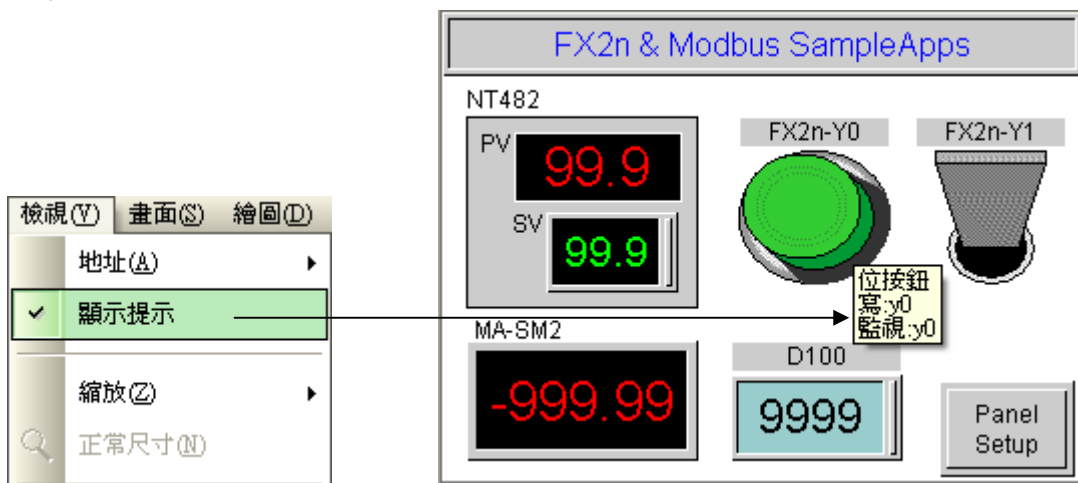 檢視(V) 畫面(S) 繪圖(D)
地址(A)
顯示提示
縮放(Z)
正常尺寸(N)
FX2n & Modbus SampleApps
NT482
PV
99.9
SV
99.9
FX2n-Y0
FX2n-Y1
位按鈕
寫:y0
監視:y0
MA-SM2
-999.99
D100
9999
Panel
Setup